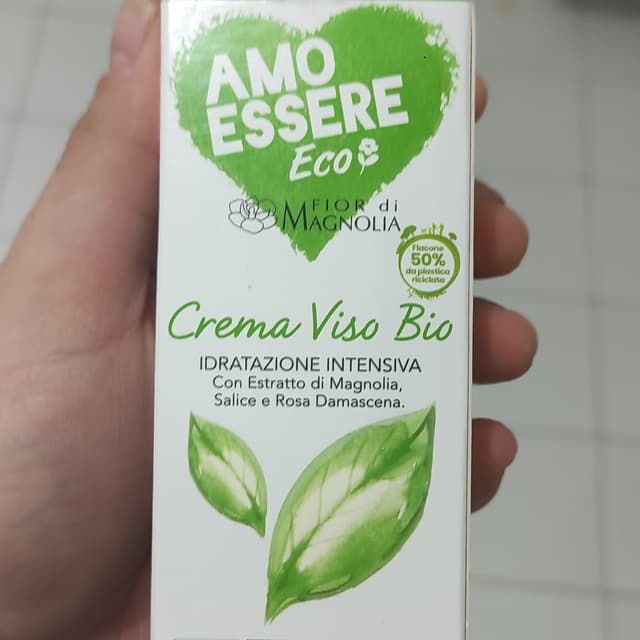 AMO
ESSERE
Eco
FIOR di
MAGNOLIA
Flacone
50%
da plastica
riciclata
Crema Viso Bio
IDRATAZIONE INTENSIVA
Con Estratto di Magnolia,
Salice e Rosa Damascena.